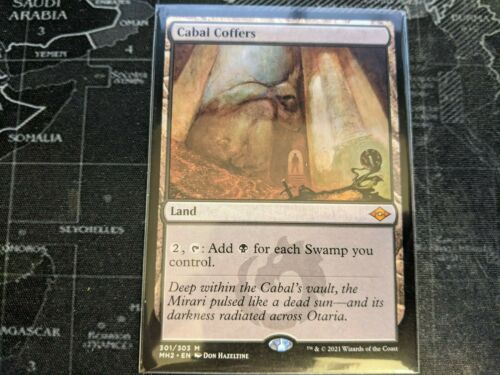 SAUDI
ARABIA
OMAN
SOMALIA
SEYCHELLES
Cabal Coffers
Land
2, : Add for each Swamp you
control.
Deep within the Cabal's vault, the
Mirari pulsed like a dead sun—and its
darkness radiated across Otaria.
301/303 M
MH2 • EN DON HAZELTINE
™ & © 2021 Wizards of the Coast